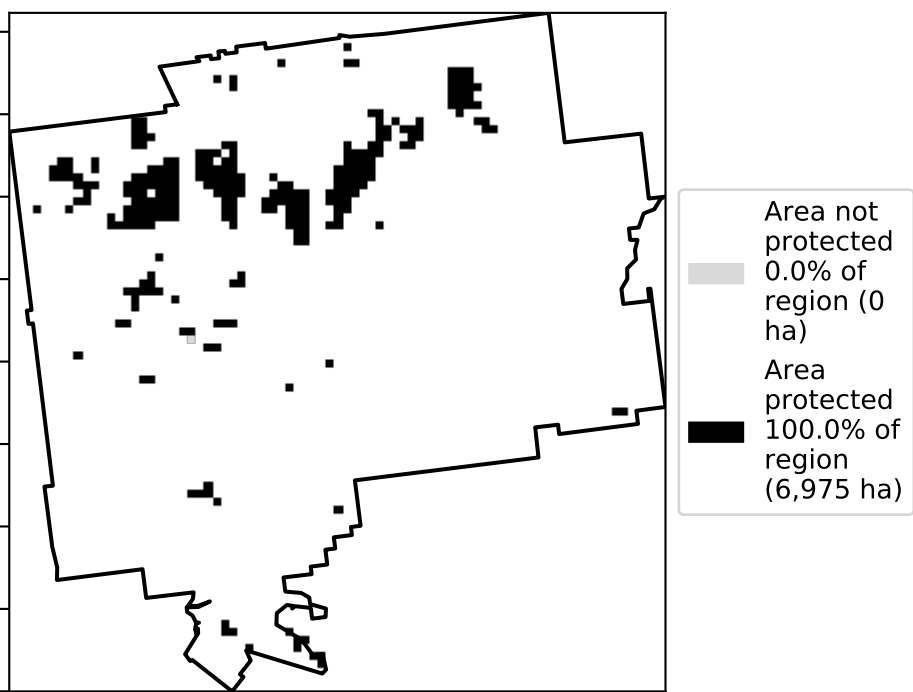 Area not
protected
0.0% of
region (0
ha)
Area
protected
100.0% of
region
(6,975 ha)